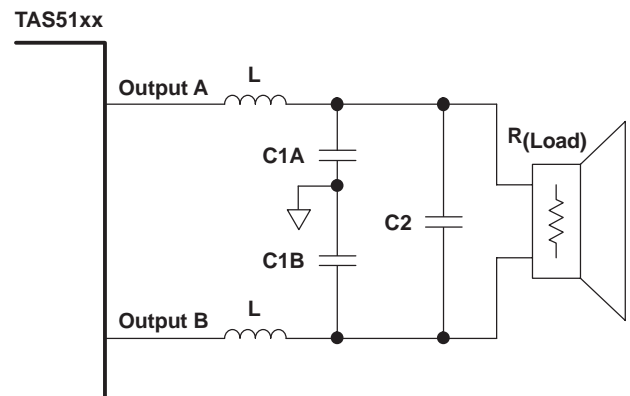 TAS51xx
Output A
L
C1A
C1B
C2
R(Load)
Output B
L